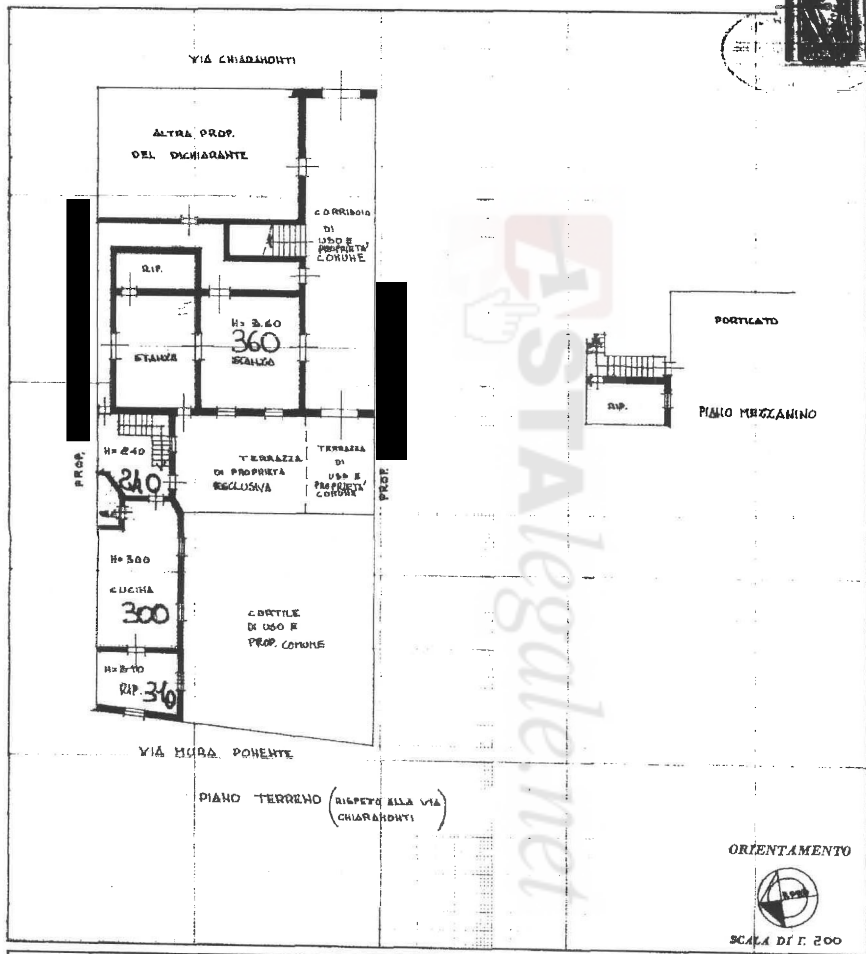 VIA CHIARAMONTI
ALTRA PROP.
DEL DICHIARANTE
CORRIDOIO
DI
USO E
PROPRIETA'
COMUNE
RIP.
H= 3.60
360
STANZA
PORTICATO
RIP.
PIANO MEZZANINO
H= 240
240
PROP.
TERRAZZA
DI PROPRIETA
ESCLUSIVA
TERRAZZA
DI
USO E
PROPRIETA'
COMUNE
PROP.
H= 300
CUCINA
300
CORTILE
DI USO E
PROP. COMUNE
RIP. 310
VIA MURA PONENTE
PIANO TERRENO (RISPETO ALLA VIA
CHIARAMONTI)
ASTAlegale.net
ORIENTAMENTO
SCALA DI 1: 200